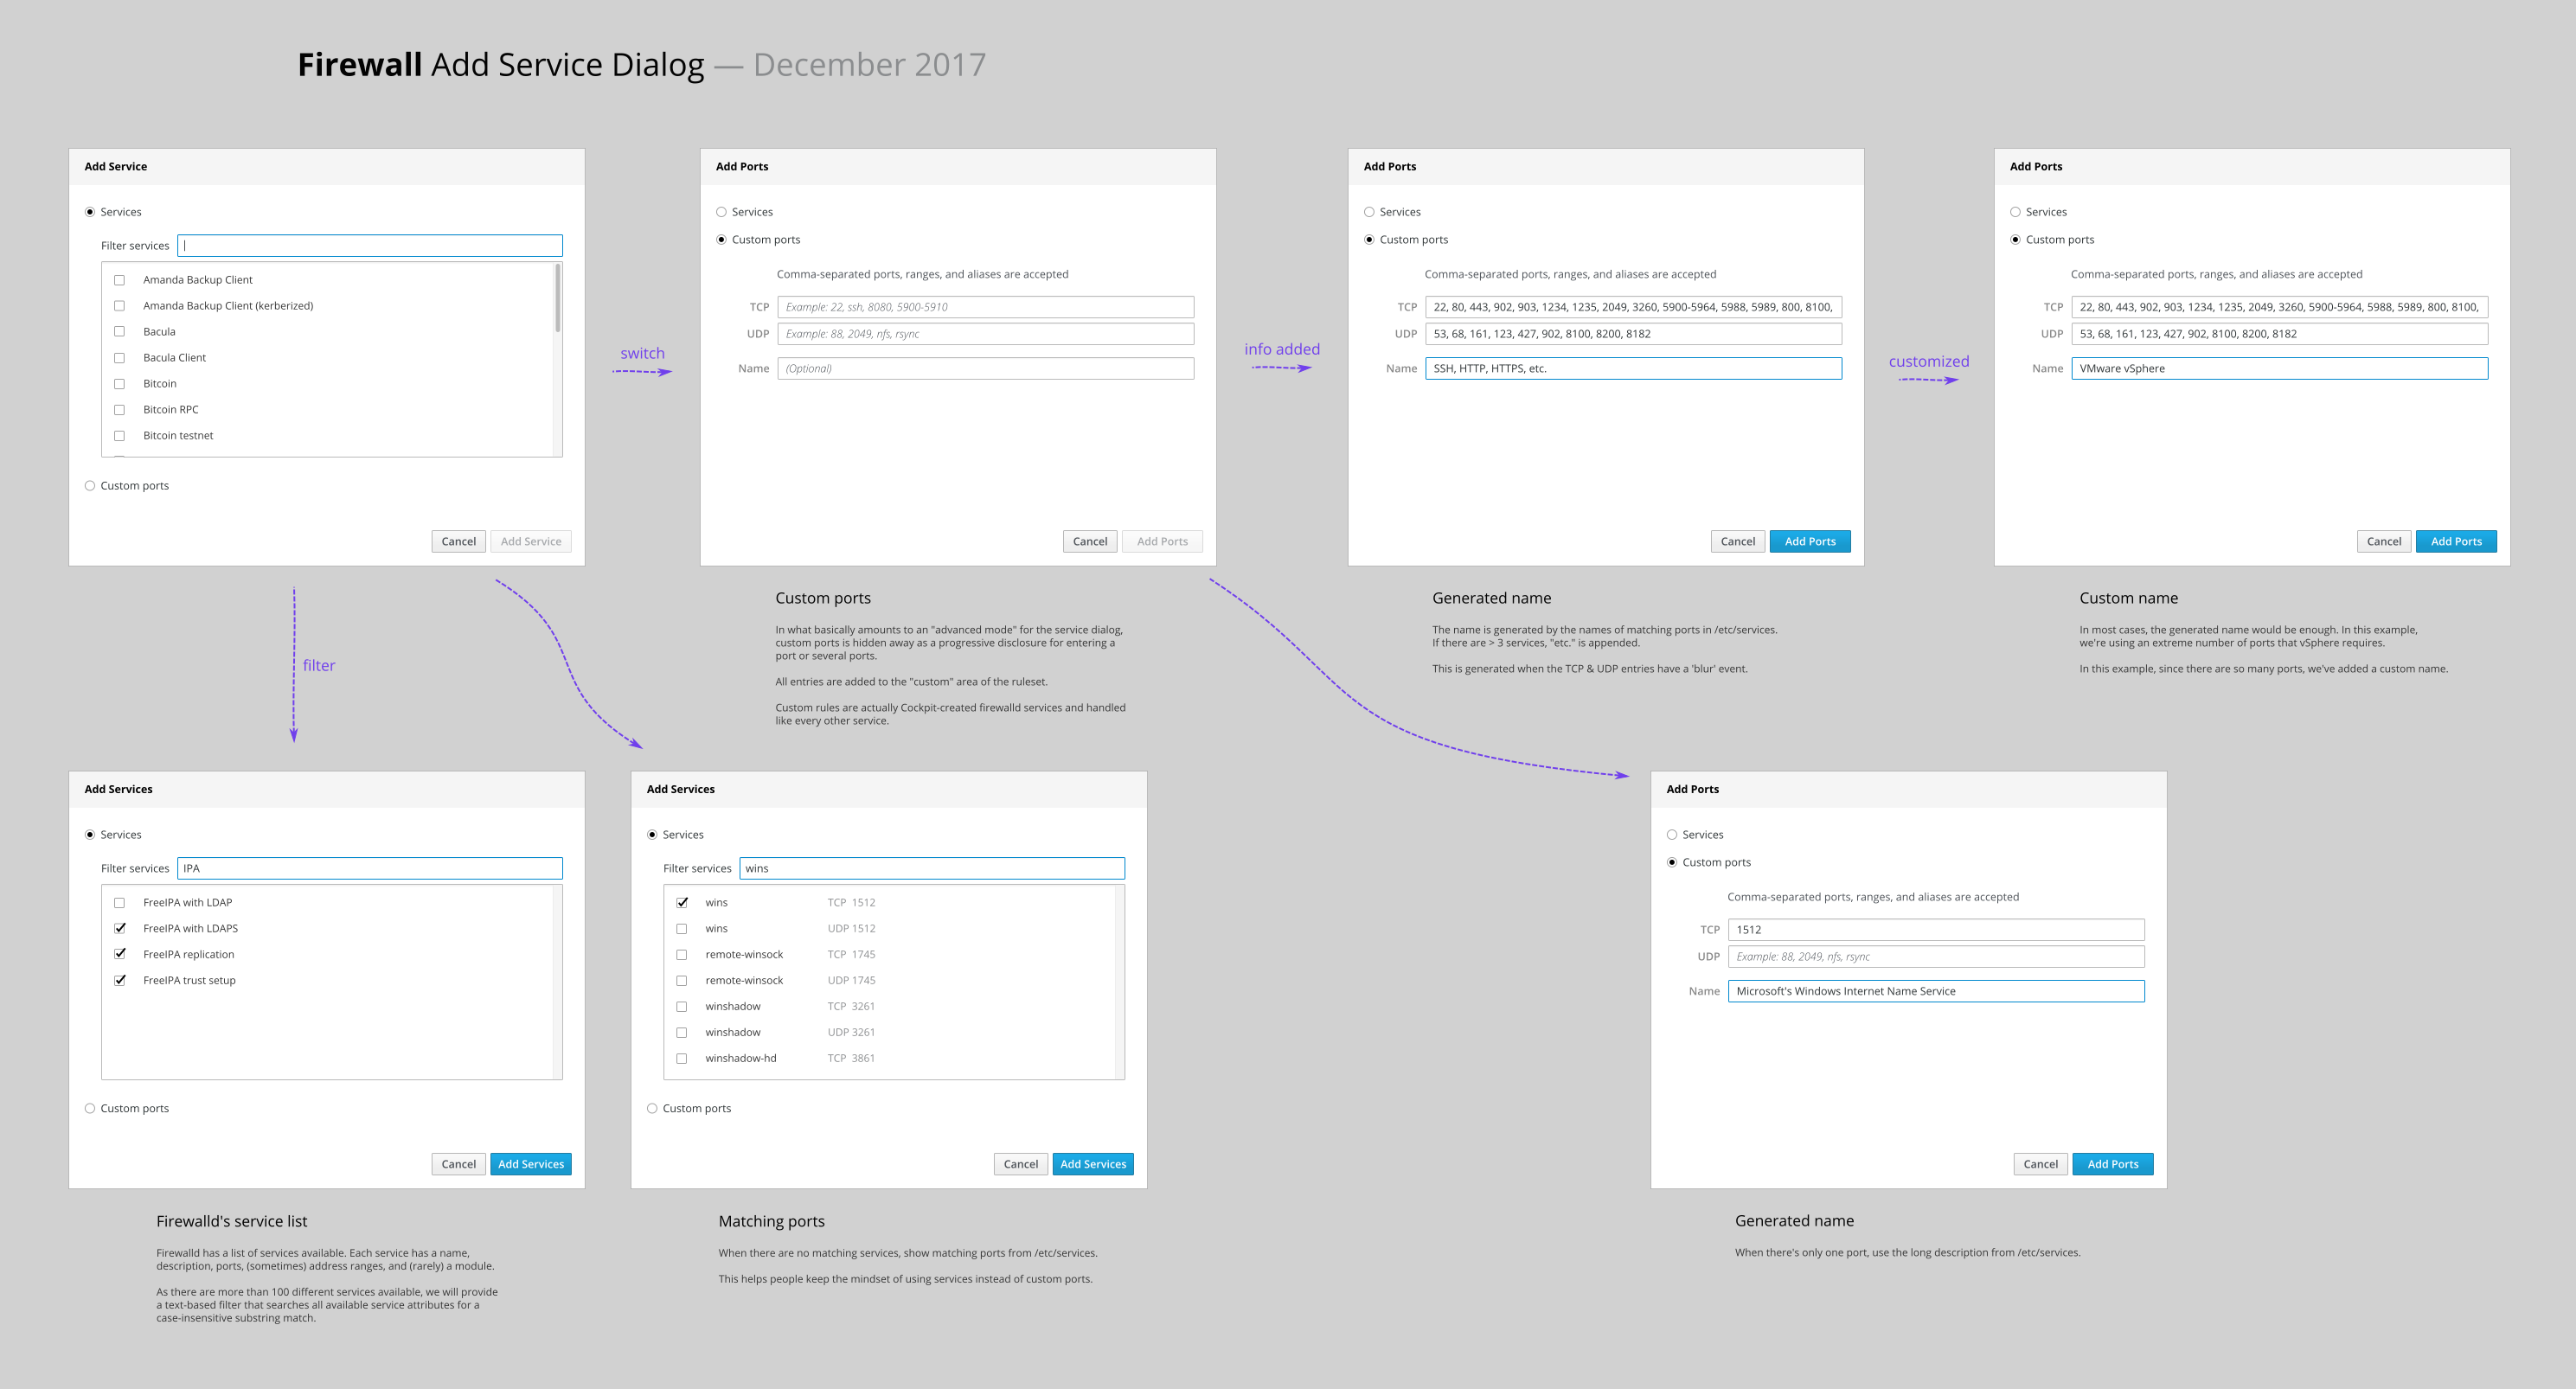 Firewall Add Service Dialog — December 2017
Add Service
Services
Filter services
Amanda Backup Client
Amanda Backup Client (kerberized)
Bacula
Bacula Client
Bitcoin
Bitcoin RPC
Bitcoin testnet
Custom ports
Cancel
Add Service
switch
Add Ports
Services
Custom ports
Comma-separated ports, ranges, and aliases are accepted
TCP Example: 22, ssh, 8080, 5900-5910
UDP Example: 88, 2049, nfs, rsync
Name (Optional)
Cancel
Add Ports
info added
Add Ports
Services
Custom ports
Comma-separated ports, ranges, and aliases are accepted
TCP 22, 80, 443, 902, 903, 1234, 1235, 2049, 3260, 5900-5964, 5988, 5989, 800, 8100,
UDP 53, 68, 161, 123, 427, 902, 8100, 8200, 8182
Name SSH, HTTP, HTTPS, etc.
Cancel
Add Ports
customized
Add Ports
Services
Custom ports
Comma-separated ports, ranges, and aliases are accepted
TCP 22, 80, 443, 902, 903, 1234, 1235, 2049, 3260, 5900-5964, 5988, 5989, 800, 8100,
UDP 53, 68, 161, 123, 427, 902, 8100, 8200, 8182
Name VMware vSphere
Cancel
Add Ports
filter
Custom ports
In what basically amounts to an "advanced mode" for the service dialog,
custom ports is hidden away as a progressive disclosure for entering a
port or several ports.
All entries are added to the "custom" area of the ruleset.
Custom rules are actually Cockpit-created firewalld services and handled
like every other service.
Generated name
The name is generated by the names of matching ports in /etc/services.
If there are > 3 services, "etc." is appended.
This is generated when the TCP & UDP entries have a 'blur' event.
Custom name
In most cases, the generated name would be enough. In this example,
we're using an extreme number of ports that vSphere requires.
In this example, since there are so many ports, we've added a custom name.
Add Services
Services
Filter services IPA
FreeIPA with LDAP
FreeIPA with LDAPS
FreeIPA replication
FreeIPA trust setup
Custom ports
Cancel
Add Services
Firewalld's service list
Firewalld has a list of services available. Each service has a name,
description, ports, (sometimes) address ranges, and (rarely) a module.
As there are more than 100 different services available, we will provide
a text-based filter that searches all available service attributes for a
case-insensitive substring match.
Add Services
Services
Filter services wins
wins TCP 1512
wins UDP 1512
remote-winsock TCP 1745
remote-winsock UDP 1745
winshadow TCP 3261
winshadow UDP 3261
winshadow-hd TCP 3861
Custom ports
Cancel
Add Services
Matching ports
When there are no matching services, show matching ports from /etc/services.
This helps people keep the mindset of using services instead of custom ports.
Add Ports
Services
Custom ports
Comma-separated ports, ranges, and aliases are accepted
TCP 1512
UDP Example: 88, 2049, nfs, rsync
Name Microsoft's Windows Internet Name Service
Cancel
Add Ports
Generated name
When there's only one port, use the long description from /etc/services.